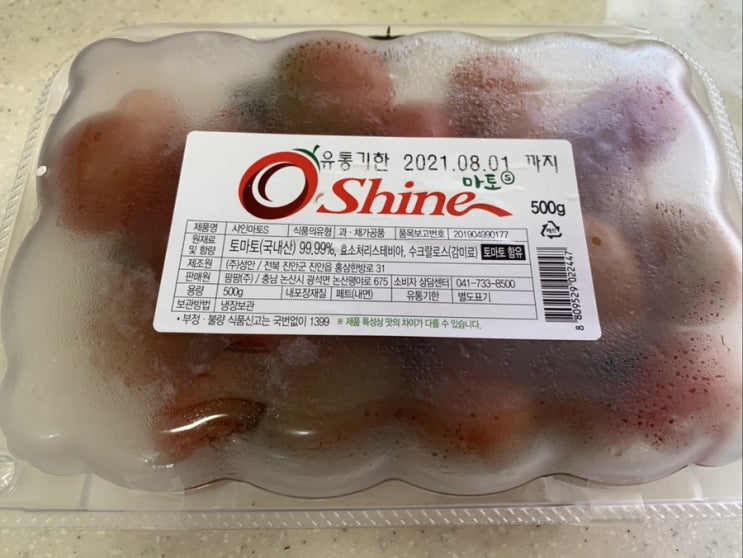 유통기한 2021.08.01 까지
Shine 마토 S
500g
제품명 샤인마토S 식품의유형 과·채가공품 품목보고번호 201904990177
원재료 및 함량 토마토(국내산) 99.99%, 효소처리스테비아, 수크랄로스(감미료) 토마토 함유
제조원 (주)성안 / 전북 진안군 진안읍 홍삼한방로 31
판매원 팜팜(주) / 충남 논산시 광석면 논산평야로 675 소비자 상담센터 041-733-8500
용량 500g 내포장재질 페트(내면) 유통기한 별도표기
보관방법 냉장보관
• 부정·불량 식품신고는 국번없이 1399 ※ 제품 특성상 맛의 차이가 다를 수 있습니다.
8 809529 022447